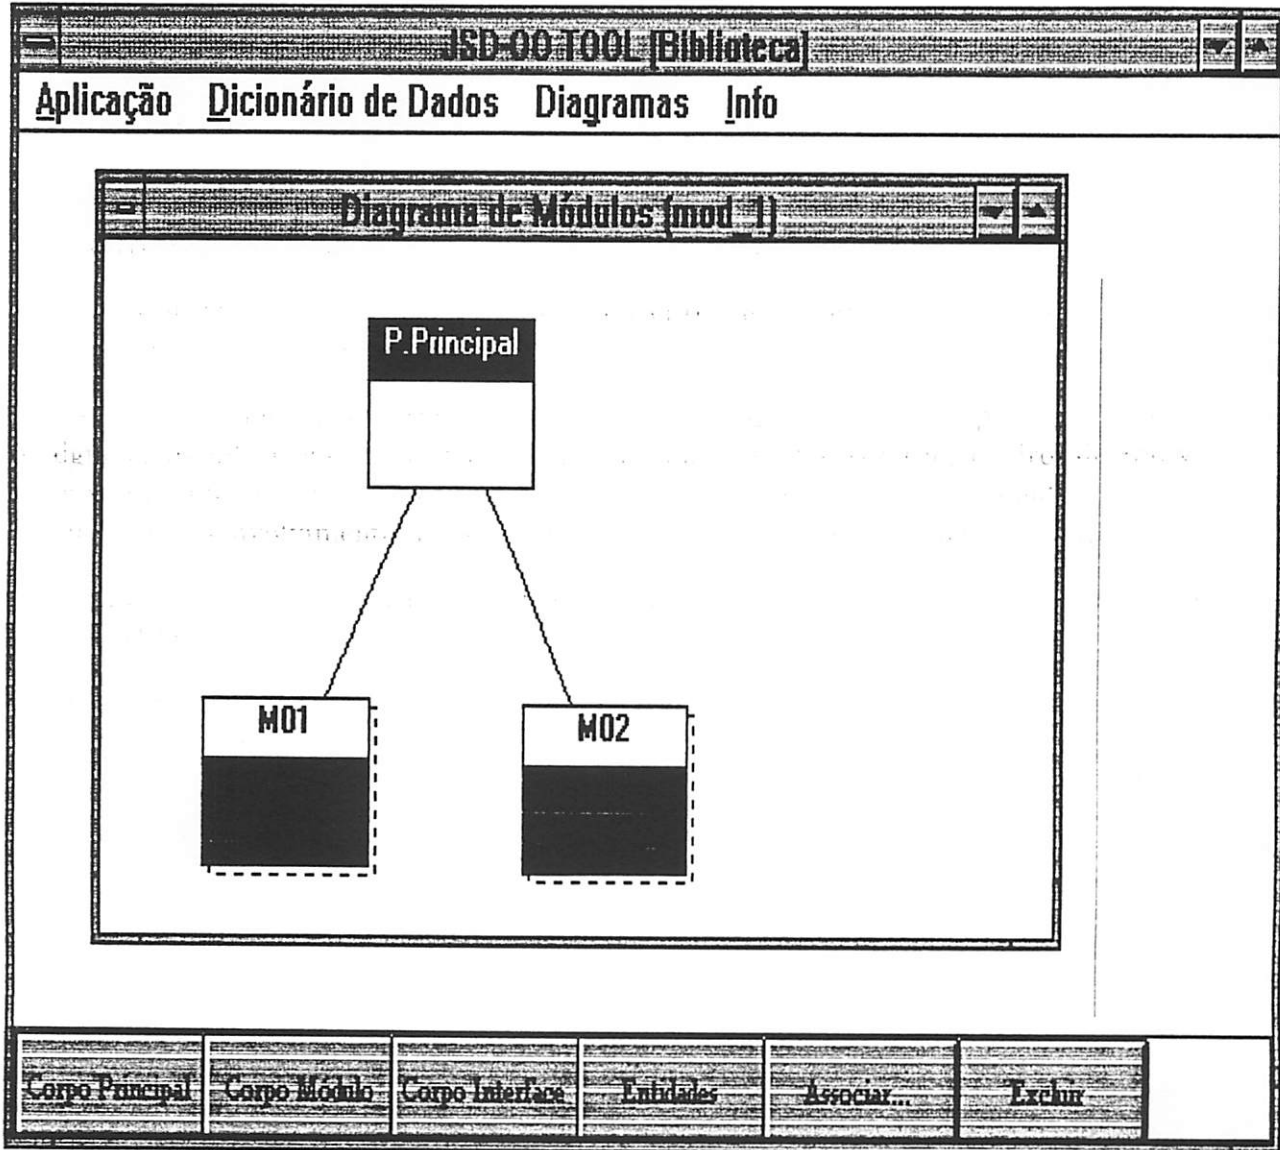 JSD-OO TOOL [Biblioteca]
Aplicação Dicionário de Dados Diagramas Info
Diagrama de Módulos (mod_1)
P.Principal
M01
M02
Corpo Principal Corpo Módulo Corpo Interface Entidades Associar... Excluir